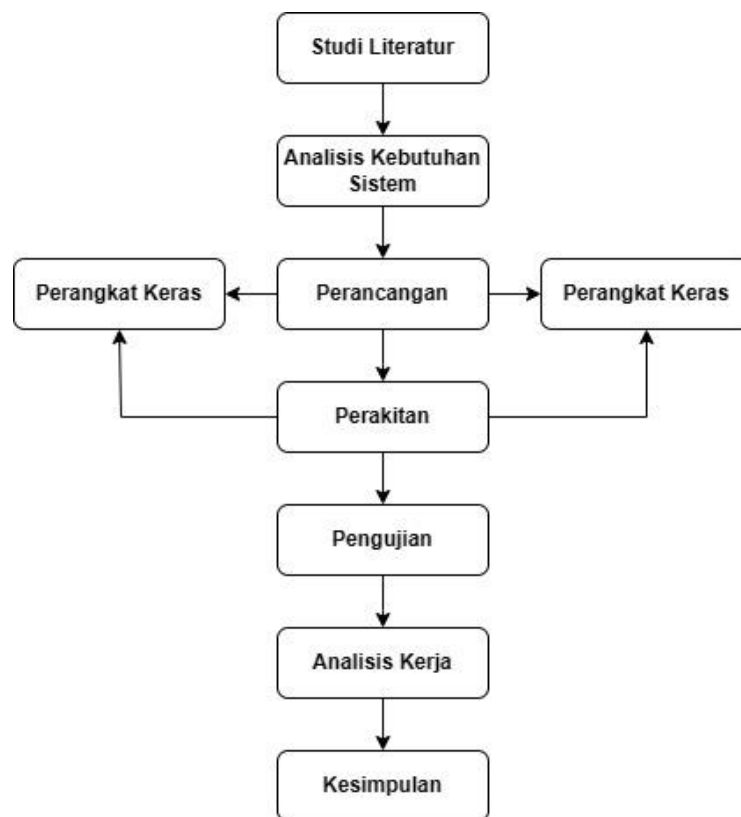 Studi Literatur
Analisis Kebutuhan
Sistem
Perangkat Keras
Perancangan
Perangkat Keras
Perakitan
Pengujian
Analisis Kerja
Kesimpulan